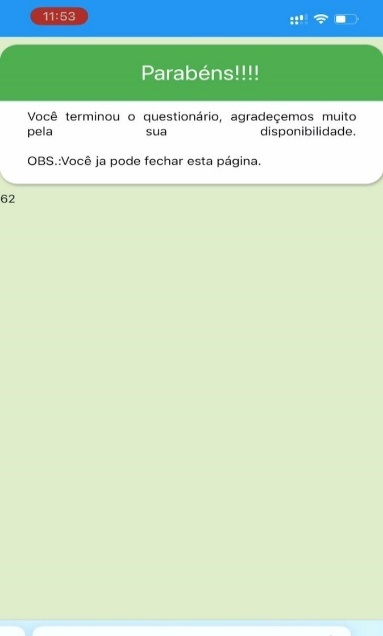 11:53
Parabéns!!!!
Você terminou o questionário, agradeçemos muito
pela sua disponibilidade.
OBS.:Você ja pode fechar esta página.
62